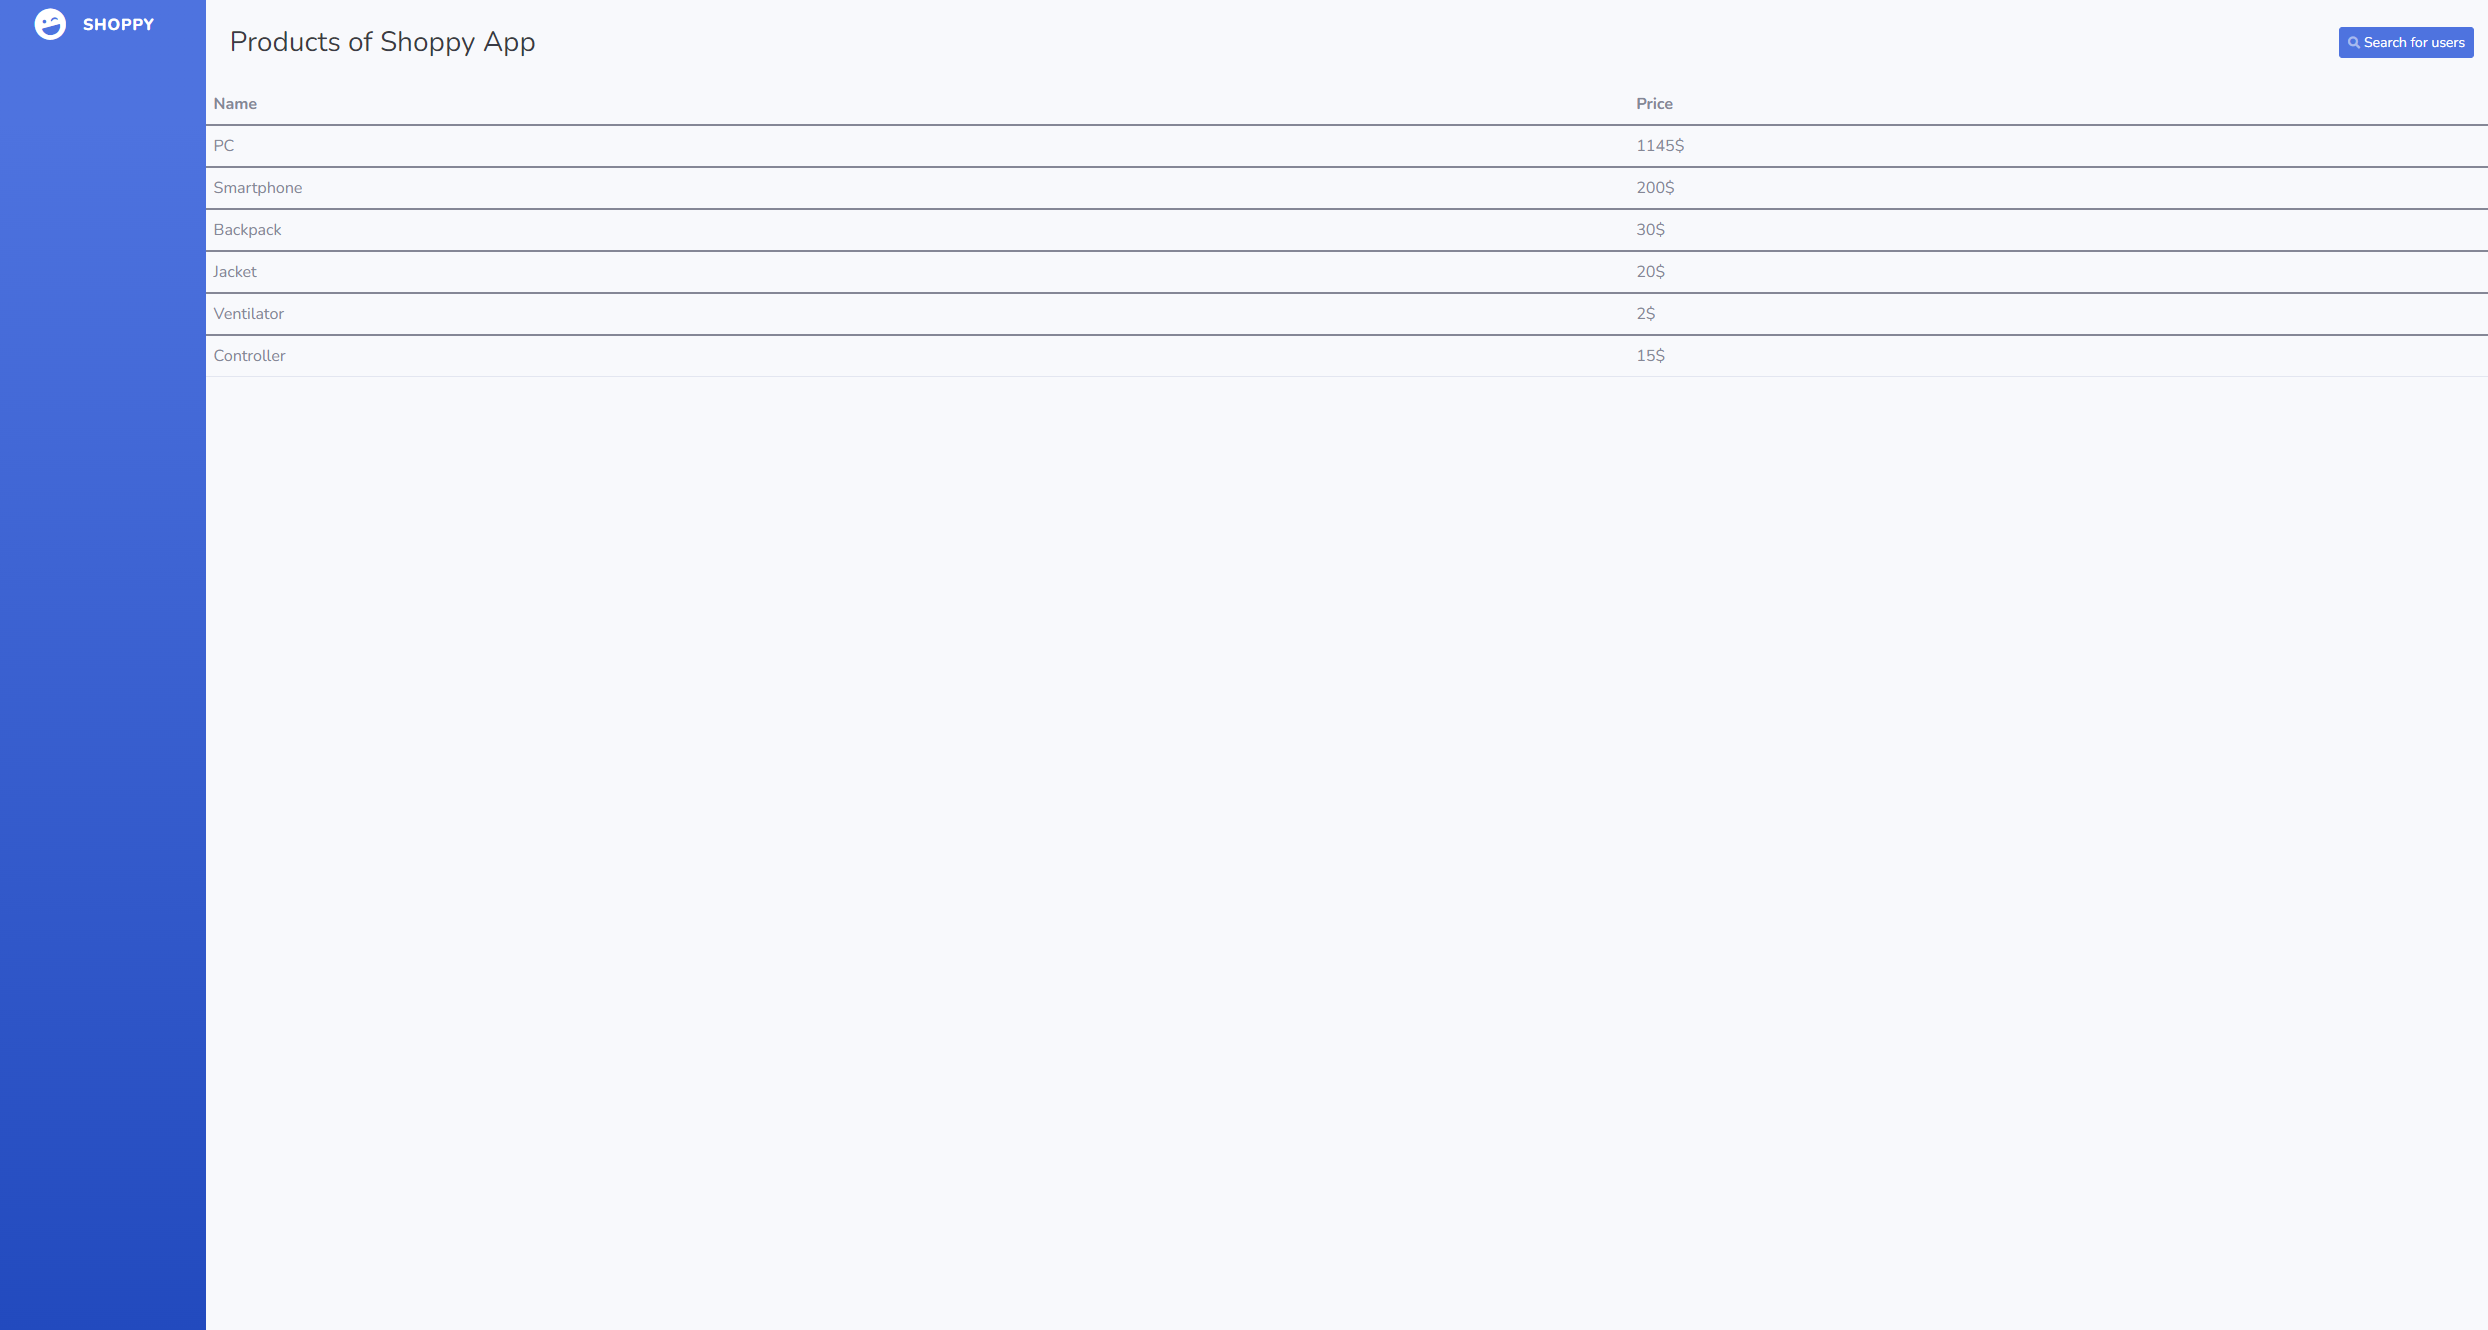 SHOPPY
Products of Shoppy App
Search for users
Name Price
PC 1145$
Smartphone 200$
Backpack 30$
Jacket 20$
Ventilator 2$
Controller 15$